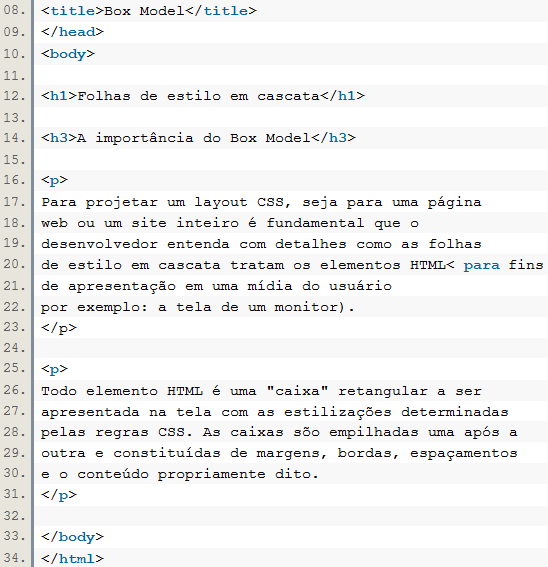 08. <title>Box Model</title>
09. </head>
10. <body>
11.
12. <h1>Folhas de estilo em cascata</h1>
13.
14. <h3>A importância do Box Model</h3>
15.
16. <p>
17. Para projetar um layout CSS, seja para uma página
18. web ou um site inteiro é fundamental que o
19. desenvolvedor entenda com detalhes como as folhas
20. de estilo em cascata tratam os elementos HTML< para fins
21. de apresentação em uma mídia do usuário
22. por exemplo: a tela de um monitor).
23. </p>
24.
25. <p>
26. Todo elemento HTML é uma "caixa" retangular a ser
27. apresentada na tela com as estilizações determinadas
28. pelas regras CSS. As caixas sõo empilhadas uma após a
29. outra e constituídas de margens, bordas, espaçamentos
30. e o conteúdo propriamente dito.
31. </p>
32.
33. </body>
34. </html>